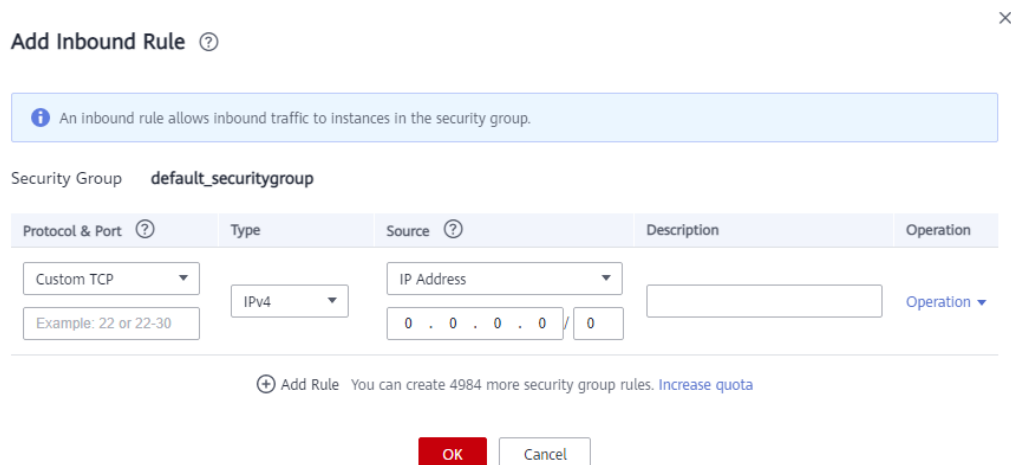 Add Inbound Rule ?
An inbound rule allows inbound traffic to instances in the security group.
Security Group default_securitygroup
Protocol & Port ? Type Source ? Description Operation
Custom TCP IPv4 IP Address Operation
Example: 22 or 22-30 0 . 0 . 0 . 0 / 0
Add Rule You can create 4984 more security group rules. Increase quota
OK Cancel